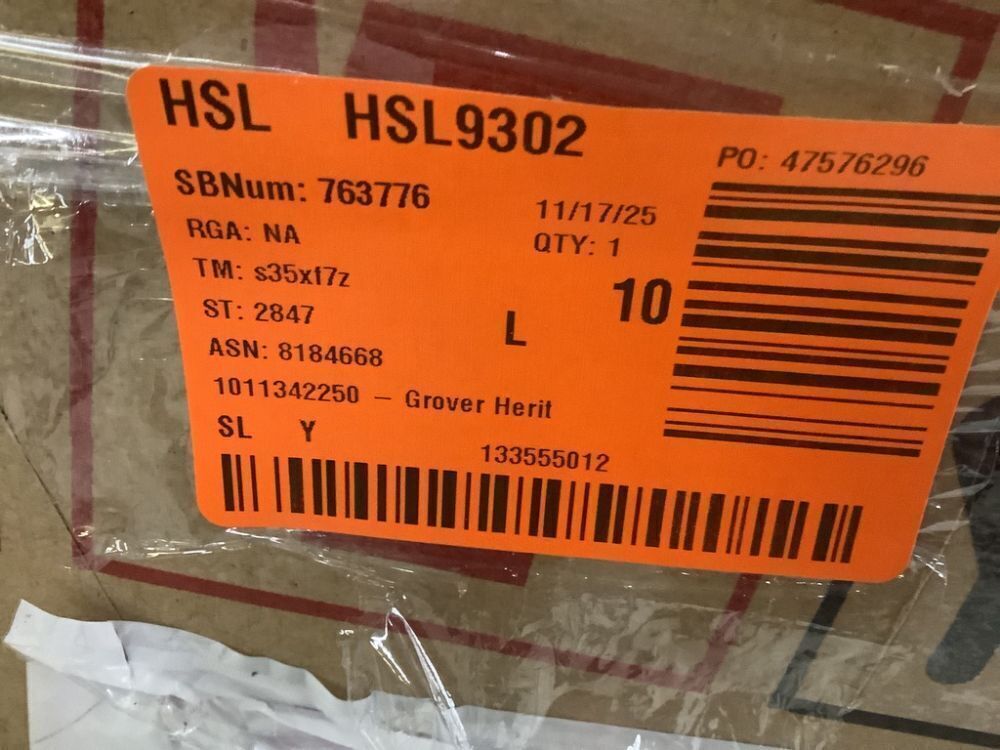 HSL HSL9302
PO: 47576296
SBNum: 763776
11/17/25
RGA: NA
QTY: 1
TM: s35xf7z
ST: 2847
L
10
ASN: 8184668
1011342250 — Grover Herit
SL Y
133555012